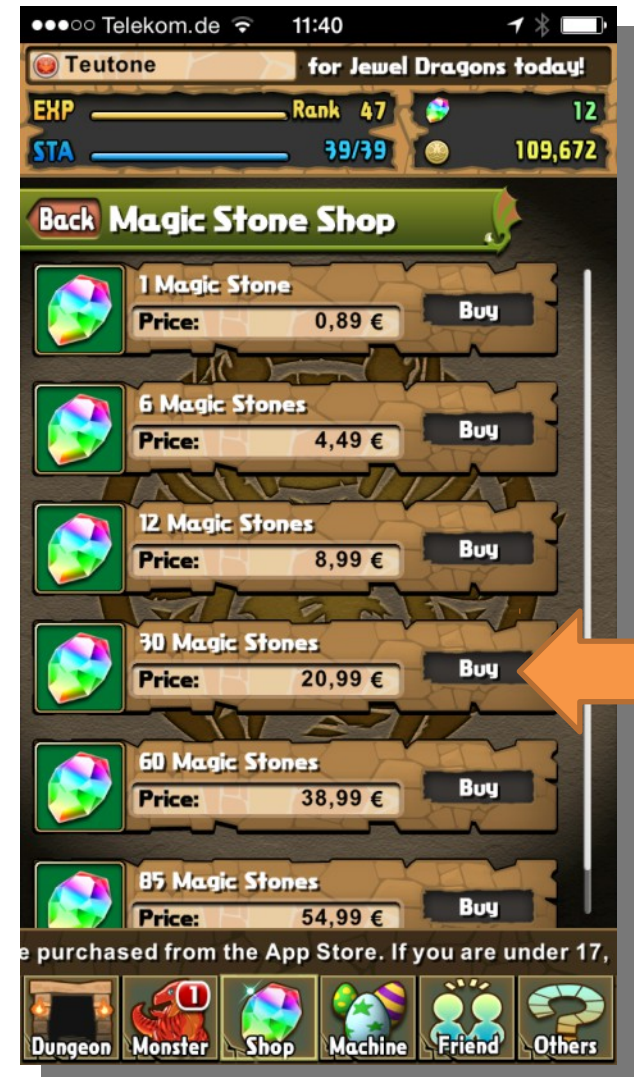 Telekom.de 11:40
Teutone for Jewel Dragons today!
EXP Rank 47 12
STA 39/39 109,672
Back Magic Stone Shop
1 Magic Stone
Price: 0,89 € Buy
6 Magic Stones
Price: 4,49 € Buy
12 Magic Stones
Price: 8,99 € Buy
30 Magic Stones
Price: 20,99 € Buy
60 Magic Stones
Price: 38,99 € Buy
85 Magic Stones
Price: 54,99 € Buy
e purchased from the App Store. If you are under 17,
1
Dungeon Monster Shop Machine Friend Others